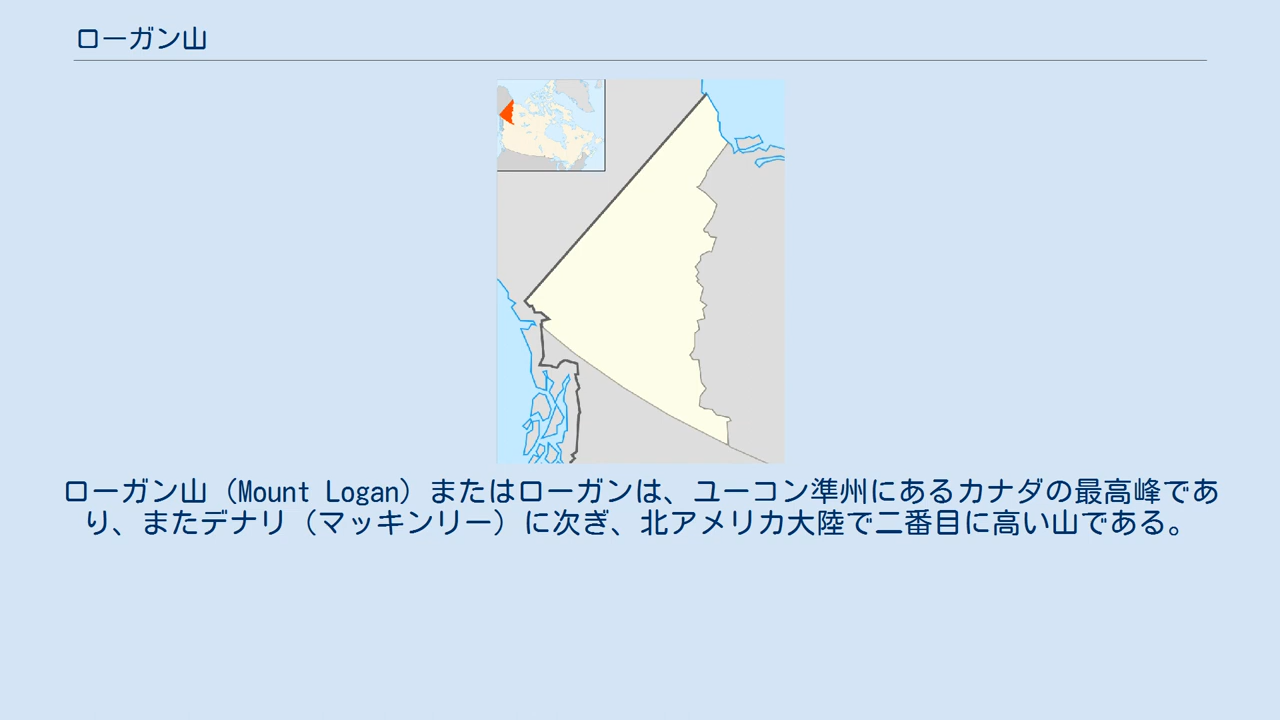 ローガン山
ローガン山（Mount Logan）またはローガンは、ユーコン準州にあるカナダの最高峰であ
り、またデナリ（マッキンリー）に次ぎ、北アメリカ大陸で二番目に高い山である。